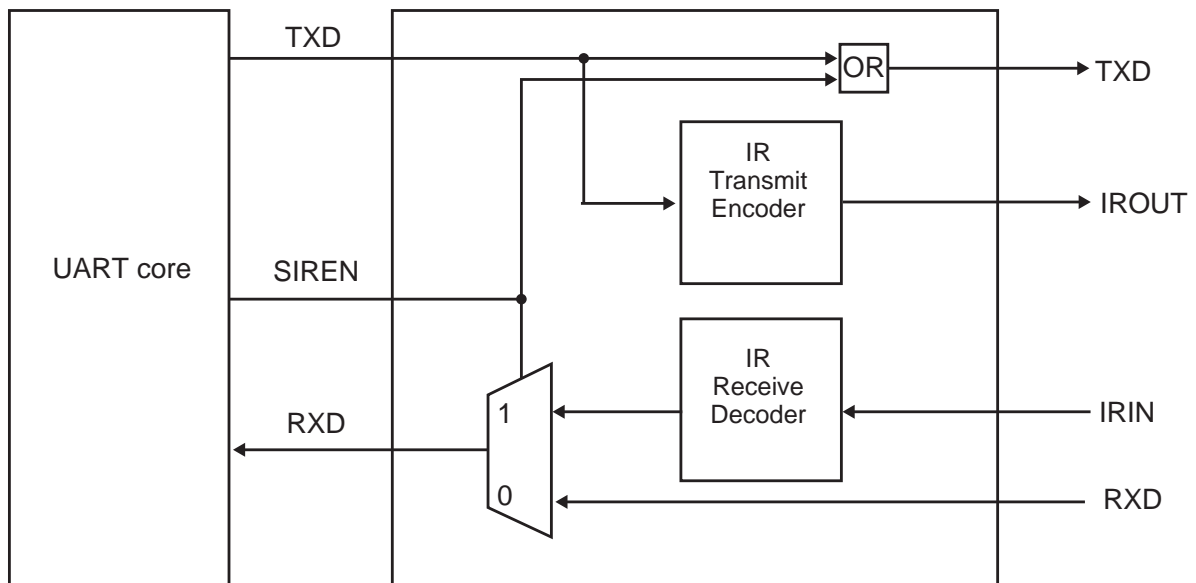 TXD
OR
TXD
IR
Transmit
Encoder
IROUT
UART core
SIREN
IR
Receive
Decoder
1
IRIN
RXD
0
RXD